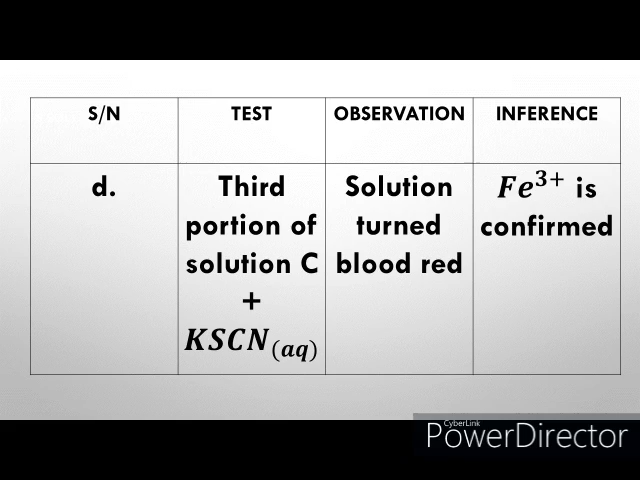 S/N TEST OBSERVATION INFERENCE
d. Third Solution Fe³⁺ is
portion of turned confirmed
solution C blood red
+
KSCN(aq)
CyberLink
PowerDirector